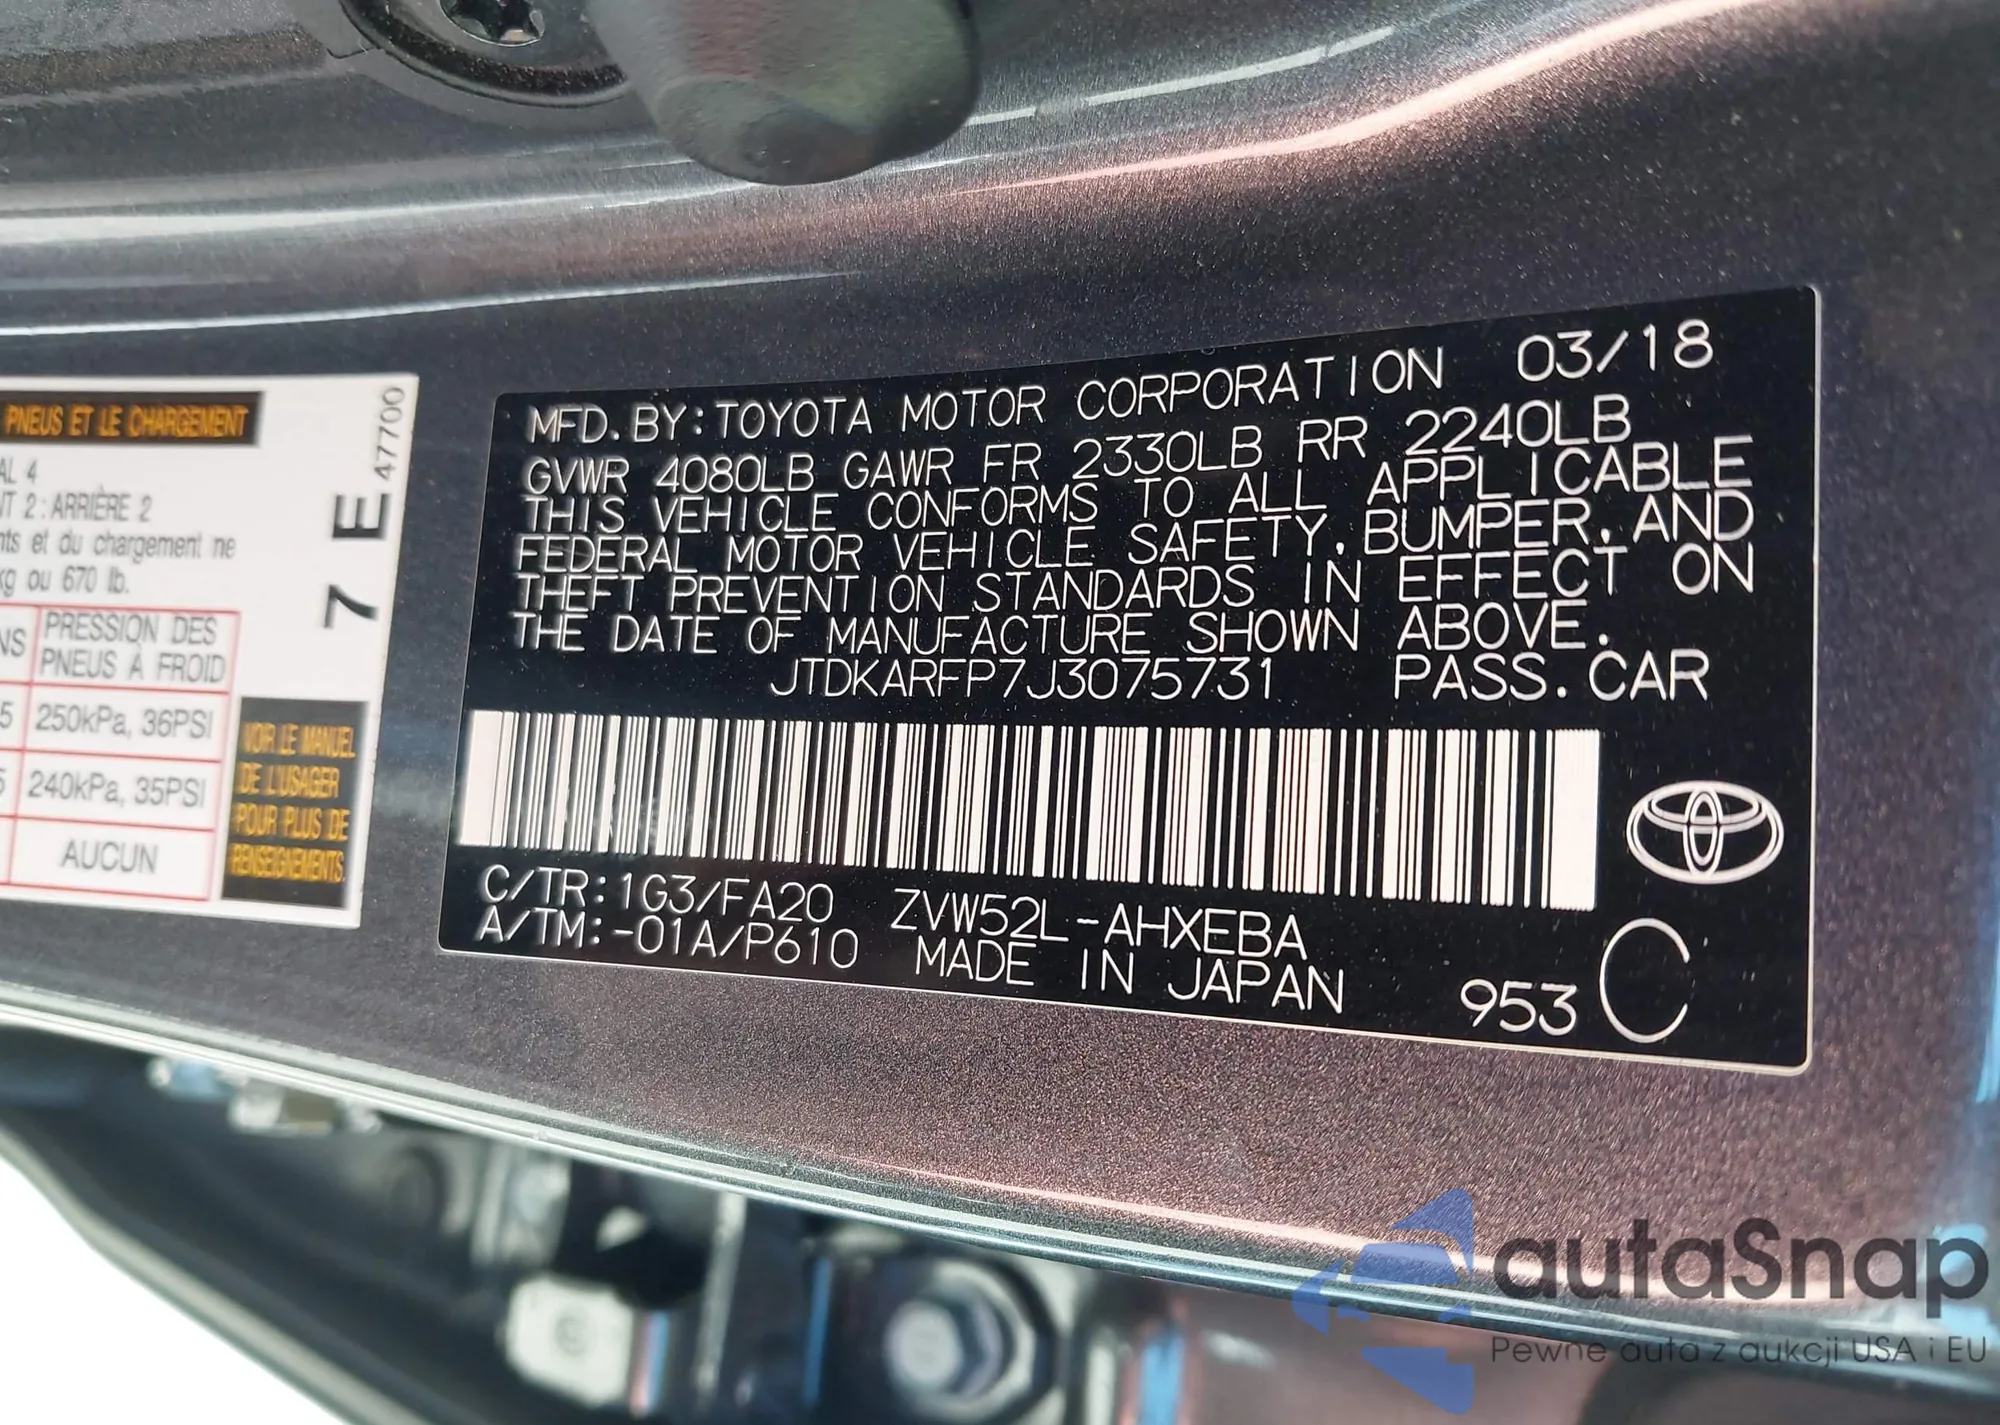 PNEUS ET LE CHARGEMENT
AL 4
NT 2 : ARRIÈRE 2
nts et du chargement ne
kg ou 670 lb.
NS
PRESSION DES
PNEUS À FROID
5
250kPa, 36PSI
5
240kPa, 35PSI
AUCUN
VOIR LE MANUEL
DE L'USAGER
POUR PLUS DE
RENSEIGNEMENTS.
7 E 47700
MFD. BY: TOYOTA MOTOR CORPORATION 03/18
GVWR 4080LB GAWR FR 2330LB RR 2240LB
THIS VEHICLE CONFORMS TO ALL APPLICABLE
FEDERAL MOTOR VEHICLE SAFETY, BUMPER, AND
THEFT PREVENTION STANDARDS IN EFFECT ON
THE DATE OF MANUFACTURE SHOWN ABOVE.
JTDKARFP7J3075731 PASS. CAR
C/TR: 1G3/FA20 ZVW52L-AHXEBA
A/TM: -01A/P610 MADE IN JAPAN
953 C
autaSnap
Pewne auta z aukcji USA i EU